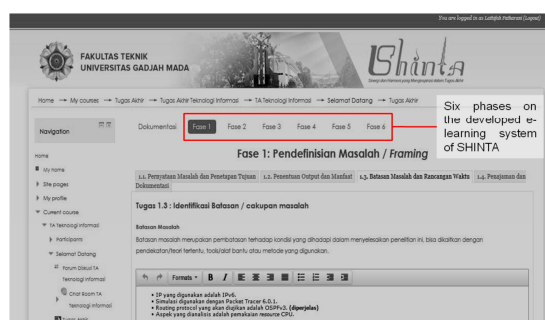 You are logged in as Latifah Patkerasi (Logout)
FAKULTAS TEKNIK
UNIVERSITAS GADJAH MADA
Shinta
Home → My courses → Tugas Akhir → Tugas Akhir Teknologi Informasi → TA Teknologi Informasi → Selamat Datang → Tugas Akhir
Six phases on
the developed e-
learning system
of SHINTA
Navigation
Dokumentasi Fase 1 Fase 2 Fase 3 Fase 4 Fase 5 Fase 6
Home
My home
Site pages
My profile
Current course
TA Teknologi Informasi
Participants
Selamat Datang
Forum Diskusi TA
Teknologi Informasi
Chat Room TA
Teknologi Informasi
Fase 1: Pendefinisian Masalah / Framing
1.1. Pernyataan Masalah dan Penetapan Tujuan 1.2. Penentuan Output dan Manfaat 1.3. Batasan Masalah dan Rancangan Waktu 1.4. Penajaman dan
Dokumentasi
Tugas 1.3 : Identifikasi Batasan / cakupan masalah
Batasan Masalah
Batasan masalah merupakan pembatasan terhadap kondisi yang dihadapi dalam menyelesaikan penelitian ini, bisa dikaitkan dengan
pendekatan/teori tertentu, tools/alat bantu atau metode yang digunakan.
Formats B I
• IP yang digunakan adalah IPv6.
• Simulasi digunakan dengan Packet Tracer 6.0.1.
• Routing protocol yang akan diujikan adalah OSPFv3. (diperjelas)
• Aspek yang dianalisis adalah pemakaian resource CPU.